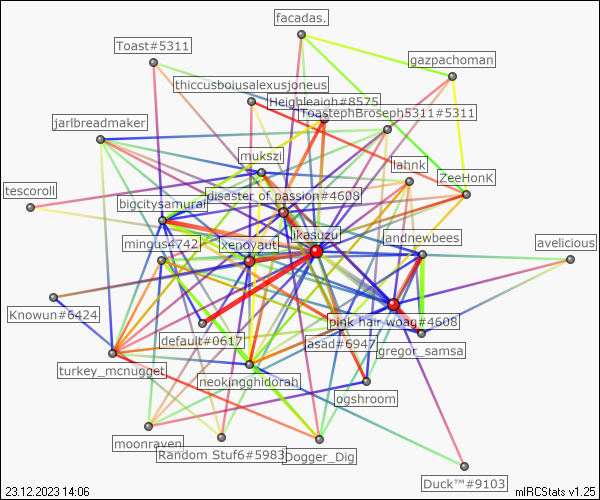 facadas.
Toast#5311
gazpachoman
thiccusboiusalexusjoneus
Heighleaigh#8575
ToastephBroseph5311#5311
jarlbreadmaker
mukszi
lahnK
ZeeHonK
tescoroll
disaster of passion#4608
bigcitysamurai
ikasuzu
mingus4742
xenoyaut
andnewbees
avelicious
Knowun#6424
pink hair woag#4608
default#0617
asad#6947
gregor_samsa
turkey_mcnugget
neokingghidorah
ogshroom
moonraven
Random Stuf6#5983
Dogger_Dig
Duck™#9103
23.12.2023 14:06
mIRCStats v1.25